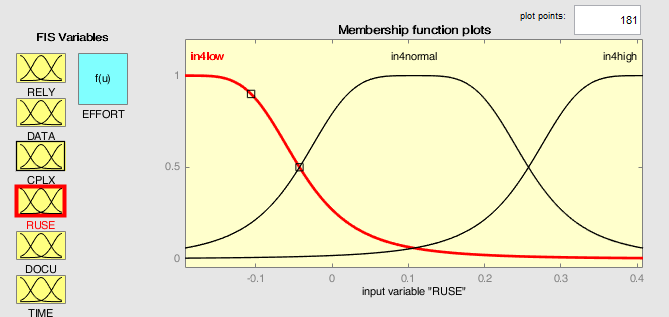 plot points: 181
FIS Variables
Membership function plots
f(u)
EFFORT
RELY
DATA
CPLX
RUSE
DOCU
TIME
in4low in4normal in4high
1
0.5
0
-0.1 0 0.1 0.2 0.3 0.4
input variable "RUSE"